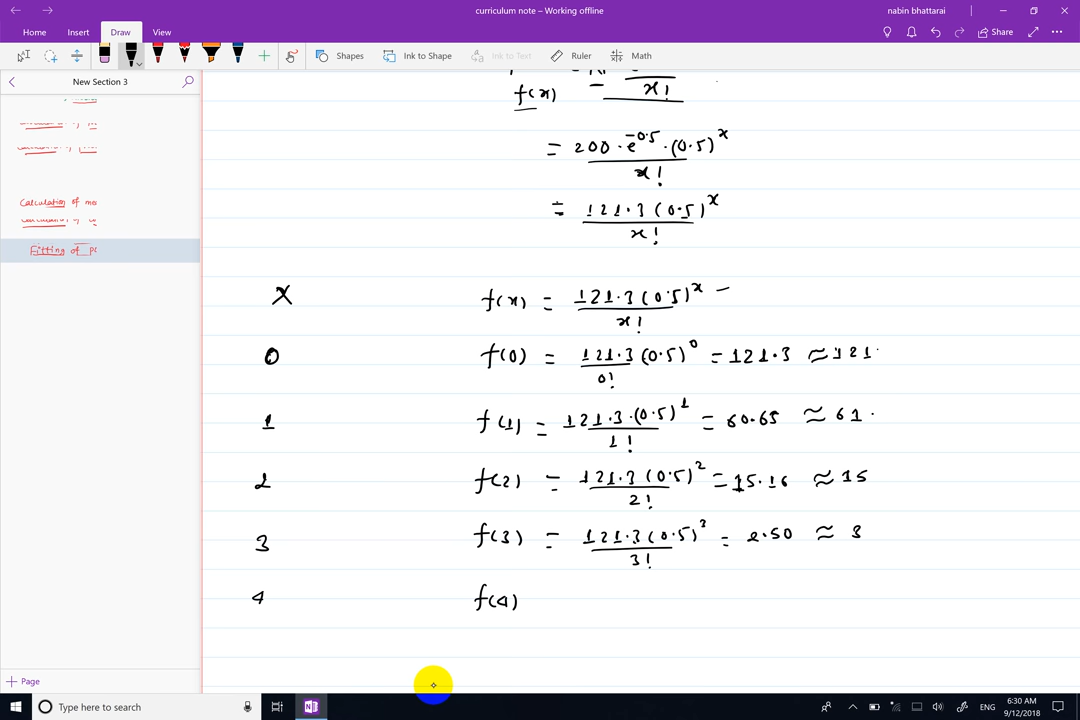 curriculum note – Working offline
nabin bhattarai
Home Insert Draw View
Share
Shapes Ink to Shape Ink to Text Ruler Math
New Section 3
Calculation of me
Fitting of po
f(x) x!
= 200 · e^-0.5 · (0.5)^x / x!
= 121.3 (0.5)^x / x!
X f(x) = 121.3 (0.5)^x / x! –
0 f(0) = 121.3 (0.5)^0 / 0! = 121.3 ≈ 121.
1 f(1) = 121.3 · (0.5)^1 / 1! = 60.65 ≈ 61.
2 f(2) = 121.3 (0.5)^2 / 2! = 15.16 ≈ 15
3 f(3) = 121.3 (0.5)^3 / 3! = 2.50 ≈ 3
4 f(4)
+ Page
Type here to search
ENG
6:30 AM
9/12/2018